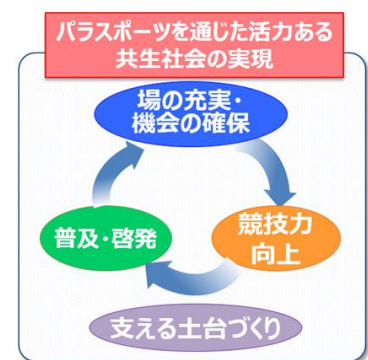 パラスポーツを通じた活力ある
共生社会の実現
場の充実・
機会の確保
競技力
向上
普及・啓発
支える土台づくり